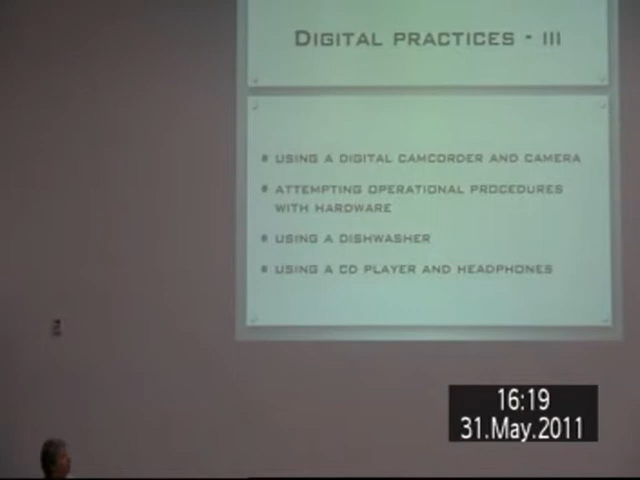 DIGITAL PRACTICES - III
• USING A DIGITAL CAMCORDER AND CAMERA
• ATTEMPTING OPERATIONAL PROCEDURES
WITH HARDWARE
• USING A DISHWASHER
• USING A CD PLAYER AND HEADPHONES
16:19
31.May.2011